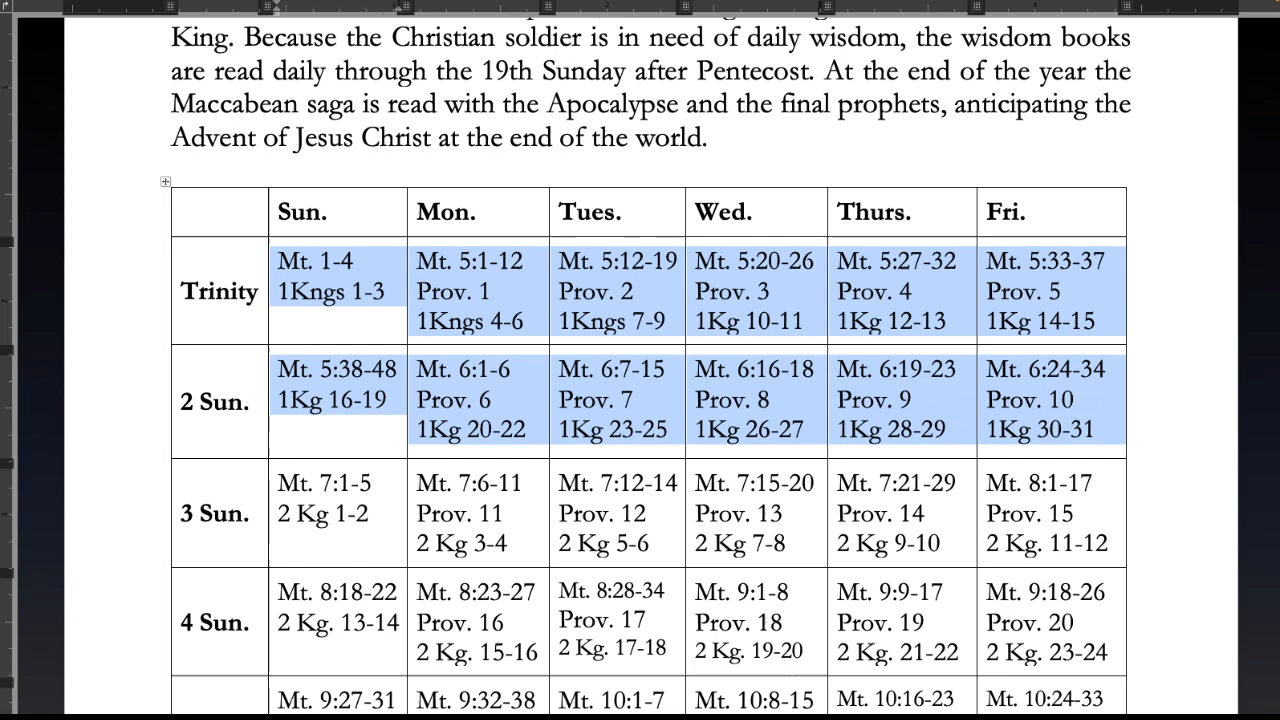 King. Because the Christian soldier is in need of daily wisdom, the wisdom books
are read daily through the 19th Sunday after Pentecost. At the end of the year the
Maccabean saga is read with the Apocalypse and the final prophets, anticipating the
Advent of Jesus Christ at the end of the world.
Sun. Mon. Tues. Wed. Thurs. Fri.
Mt. 1-4 Mt. 5:1-12 Mt. 5:12-19 Mt. 5:20-26 Mt. 5:27-32 Mt. 5:33-37
Trinity 1Kngs 1-3 Prov. 1 Prov. 2 Prov. 3 Prov. 4 Prov. 5
1Kngs 4-6 1Kngs 7-9 1Kg 10-11 1Kg 12-13 1Kg 14-15
Mt. 5:38-48 Mt. 6:1-6 Mt. 6:7-15 Mt. 6:16-18 Mt. 6:19-23 Mt. 6:24-34
2 Sun. 1Kg 16-19 Prov. 6 Prov. 7 Prov. 8 Prov. 9 Prov. 10
1Kg 20-22 1Kg 23-25 1Kg 26-27 1Kg 28-29 1Kg 30-31
Mt. 7:1-5 Mt. 7:6-11 Mt. 7:12-14 Mt. 7:15-20 Mt. 7:21-29 Mt. 8:1-17
3 Sun. 2 Kg 1-2 Prov. 11 Prov. 12 Prov. 13 Prov. 14 Prov. 15
2 Kg 3-4 2 Kg 5-6 2 Kg 7-8 2 Kg 9-10 2 Kg. 11-12
Mt. 8:18-22 Mt. 8:23-27 Mt. 8:28-34 Mt. 9:1-8 Mt. 9:9-17 Mt. 9:18-26
4 Sun. 2 Kg. 13-14 Prov. 16 Prov. 17 Prov. 18 Prov. 19 Prov. 20
2 Kg. 15-16 2 Kg. 17-18 2 Kg. 19-20 2 Kg. 21-22 2 Kg. 23-24
Mt. 9:27-31 Mt. 9:32-38 Mt. 10:1-7 Mt. 10:8-15 Mt. 10:16-23 Mt. 10:24-33